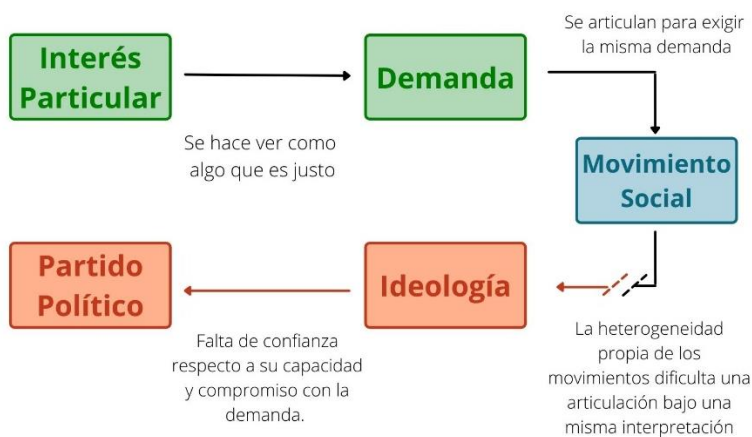 Interés
Particular
Se hace ver como
algo que es justo
Demanda
Se articulan para exigir
la misma demanda
Movimiento
Social
La heterogeneidad
propia de los
movimientos dificulta una
articulación bajo una
misma interpretación
Ideología
Falta de confianza
respecto a su capacidad
y compromiso con la
demanda.
Partido
Político